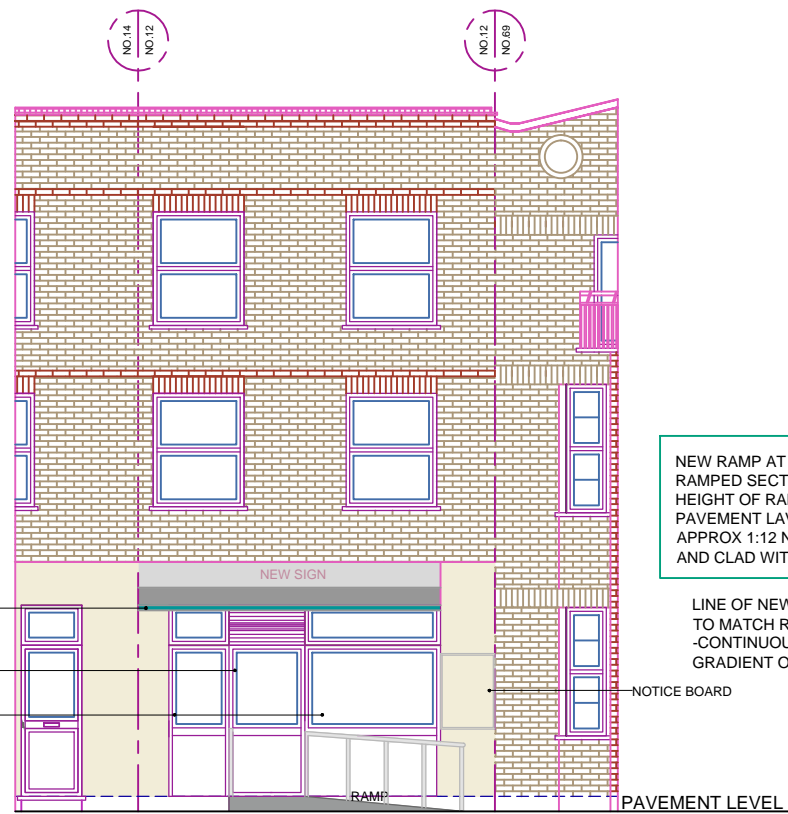 NO.14
NO.12
NO.12
NO.69
NEW SIGN
NEW RAMP AT
RAMPED SECT
HEIGHT OF RA
PAVEMENT LAV
APPROX 1:12 N
AND CLAD WIT
LINE OF NEW
TO MATCH R
-CONTINUOU
GRADIENT O
NOTICE BOARD
RAMP
PAVEMENT LEVEL